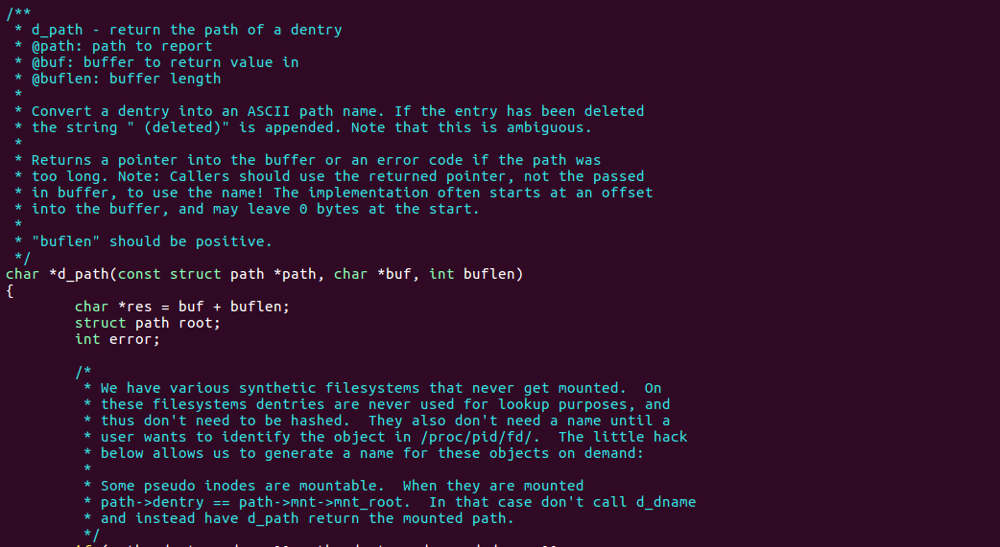 /**
 * d_path - return the path of a dentry
 * @path: path to report
 * @buf: buffer to return value in
 * @buflen: buffer length
 *
 * Convert a dentry into an ASCII path name. If the entry has been deleted
 * the string " (deleted)" is appended. Note that this is ambiguous.
 *
 * Returns a pointer into the buffer or an error code if the path was
 * too long. Note: Callers should use the returned pointer, not the passed
 * in buffer, to use the name! The implementation often starts at an offset
 * into the buffer, and may leave 0 bytes at the start.
 *
 * "buflen" should be positive.
 */
char *d_path(const struct path *path, char *buf, int buflen)
{
        char *res = buf + buflen;
        struct path root;
        int error;

        /*
         * We have various synthetic filesystems that never get mounted.  On
         * these filesystems dentries are never used for lookup purposes, and
         * thus don't need to be hashed.  They also don't need a name until a
         * user wants to identify the object in /proc/pid/fd/.  The little hack
         * below allows us to generate a name for these objects on demand:
         *
         * Some pseudo inodes are mountable.  When they are mounted
         * path->dentry == path->mnt->mnt_root.  In that case don't call d_dname
         * and instead have d_path return the mounted path.
         */